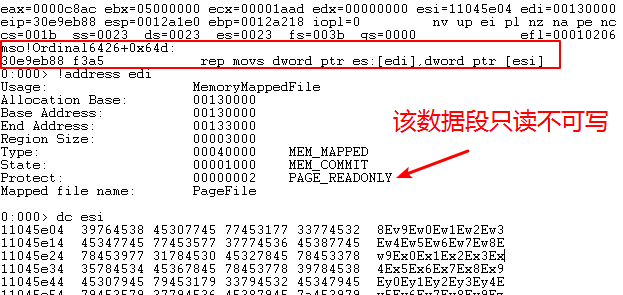 eax=0000c8ac ebx=05000000 ecx=00001aad edx=00000000 esi=11045e04 edi=00130000
eip=30e9eb88 esp=0012a1e0 ebp=0012a218 iopl=0 nv up ei pl nz na pe nc
cs=001b ss=0023 ds=0023 es=0023 fs=003b gs=0000 efl=00010206
mso!Ordinal6426+0x64d:
30e9eb88 f3a5 rep movs dword ptr es:[edi],dword ptr [esi]
0:000> !address edi
Usage: MemoryMappedFile
Allocation Base: 00130000
Base Address: 00130000
End Address: 00133000
Region Size: 00003000
Type: 00040000 MEM_MAPPED
State: 00001000 MEM_COMMIT
Protect: 00000002 PAGE_READONLY
Mapped file name: PageFile
该数据段只读不可写
0:000> dc esi
11045e04 39764538 45307745 77453177 33774532 8Ev9Ew0Ew1Ew2Ew3
11045e14 45347745 77453577 37774536 45387745 Ew4Ew5Ew6Ew7Ew8E
11045e24 78453977 31784530 45327845 78453378 w9Ex0Ex1Ex2Ex3Ex
11045e34 35784534 45367845 78453778 39784538 4Ex5Ex6Ex7Ex8Ex9
11045e44 45307945 79453179 33794532 45347945 Ey0Ey1Ey2Ey3Ey4E